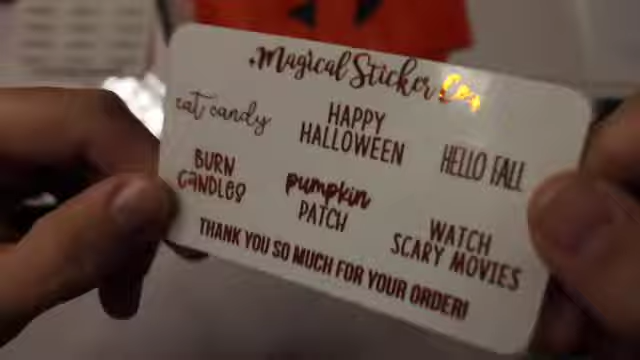 Magical Sticker Co.
eat candy
HAPPY
HALLOWEEN
HELLO FALL
BURN
CANDLES
pumpkin
PATCH
WATCH
SCARY MOVIES
THANK YOU SO MUCH FOR YOUR ORDER!